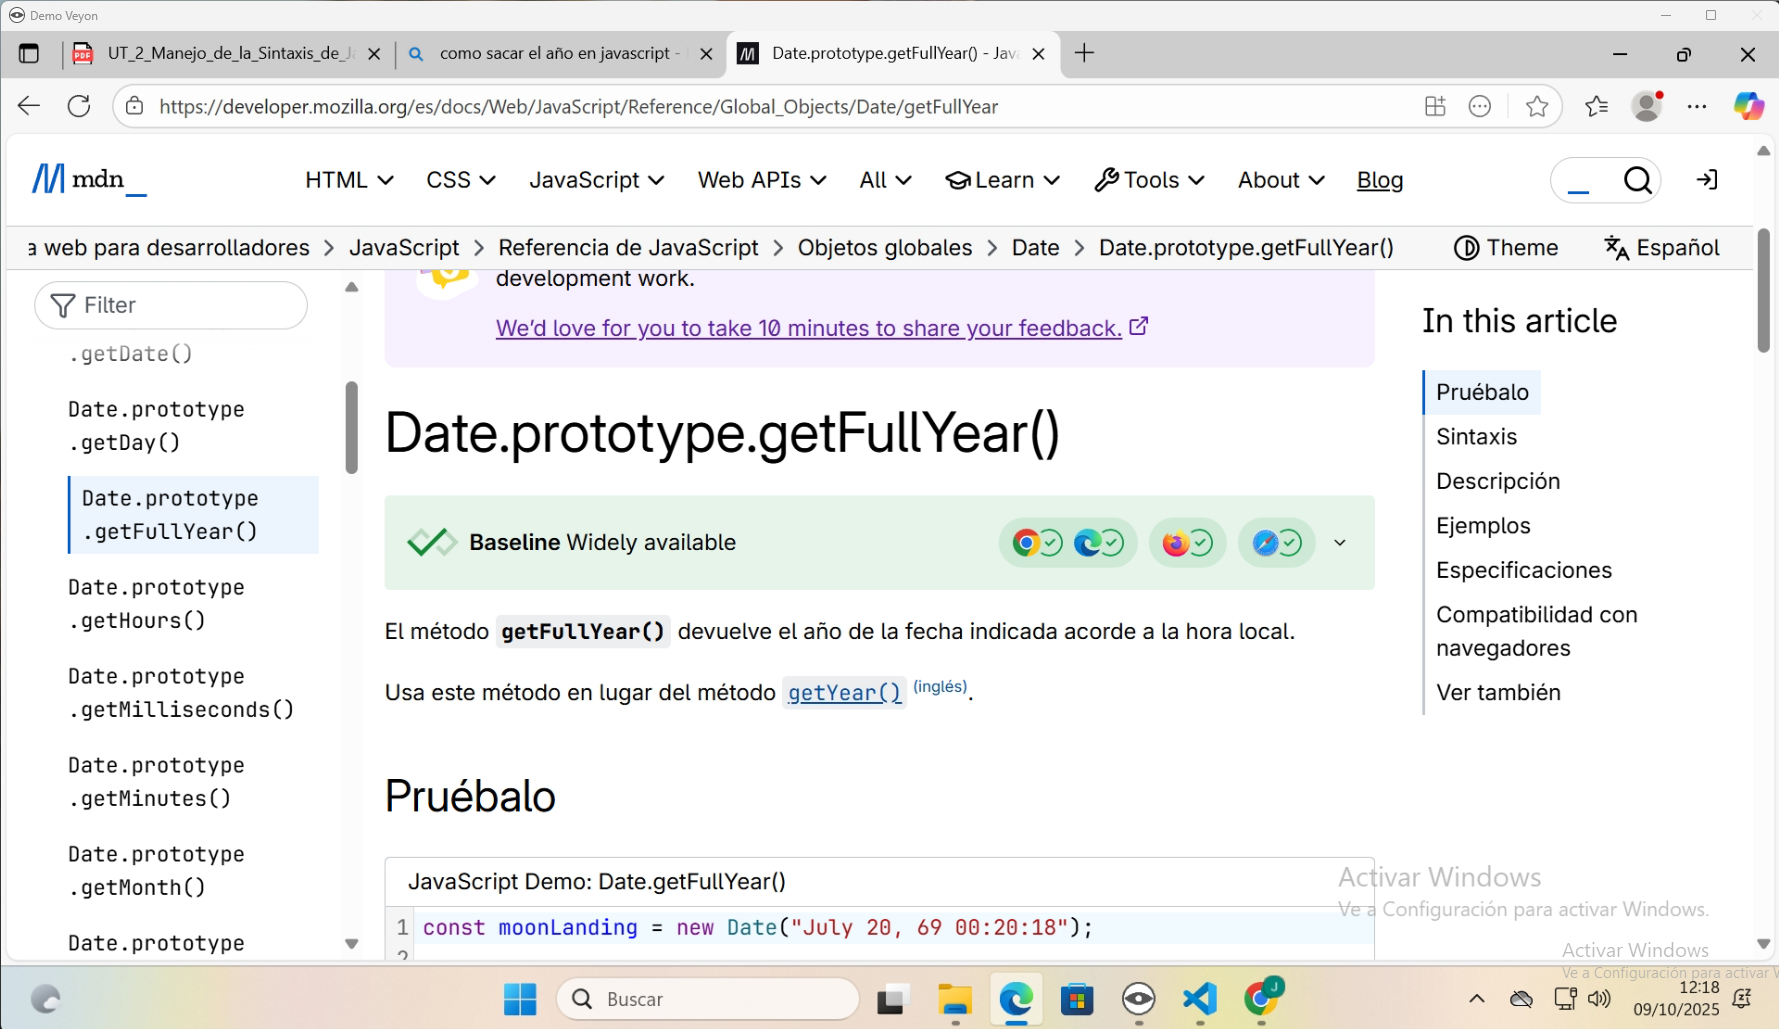 Demo Veyon
UT_2_Manejo_de_la_Sintaxis_de_Ja
como sacar el año en javascript -
Date.prototype.getFullYear() - Java
https://developer.mozilla.org/es/docs/Web/JavaScript/Reference/Global_Objects/Date/getFullYear
mdn_
HTML
CSS
JavaScript
Web APIs
All
Learn
Tools
About
Blog
a web para desarrolladores > JavaScript > Referencia de JavaScript > Objetos globales > Date > Date.prototype.getFullYear()
Theme
Español
Filter
.getDate()
Date.prototype
.getDay()
Date.prototype
.getFullYear()
Date.prototype
.getHours()
Date.prototype
.getMilliseconds()
Date.prototype
.getMinutes()
Date.prototype
.getMonth()
Date.prototype
development work.
We'd love for you to take 10 minutes to share your feedback.
Date.prototype.getFullYear()
Baseline Widely available
El método getFullYear() devuelve el año de la fecha indicada acorde a la hora local.
Usa este método en lugar del método getYear() (inglés).
Pruébalo
JavaScript Demo: Date.getFullYear()
1 const moonLanding = new Date("July 20, 69 00:20:18");
2
In this article
Pruébalo
Sintaxis
Descripción
Ejemplos
Especificaciones
Compatibilidad con
navegadores
Ver también
Activar Windows
Ve a Configuración para activar Windows.
Activar Windows
Ve a Configuración para activar W
Buscar
J
12:18
09/10/2025